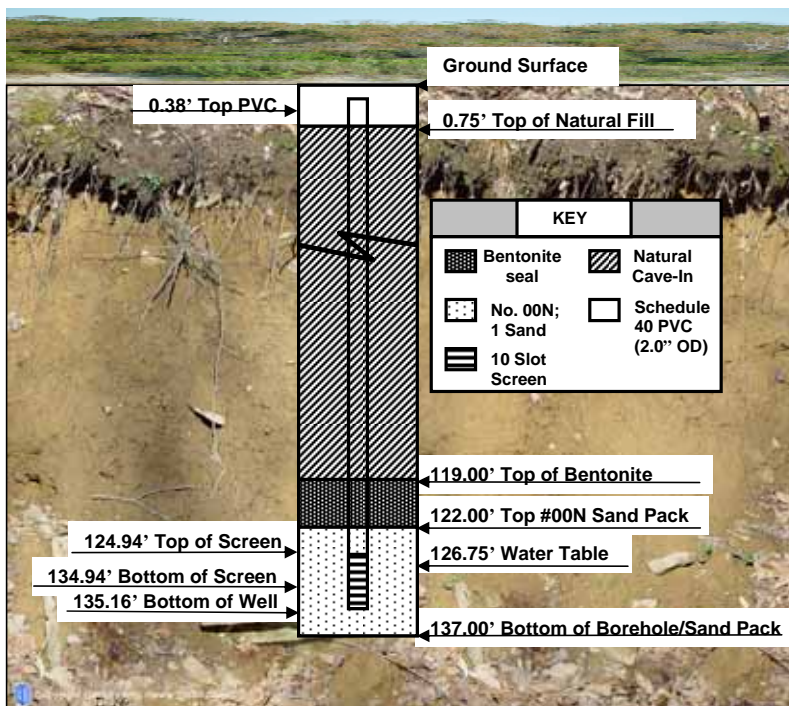 Ground Surface
0.38’ Top PVC
0.75’ Top of Natural Fill
KEY
Bentonite
seal
Natural
Cave-In
No. 00N;
1 Sand
Schedule
40 PVC
(2.0” OD)
10 Slot
Screen
119.00’ Top of Bentonite
122.00’ Top #00N Sand Pack
124.94’ Top of Screen
126.75’ Water Table
134.94’ Bottom of Screen
135.16’ Bottom of Well
137.00’ Bottom of Borehole/Sand Pack